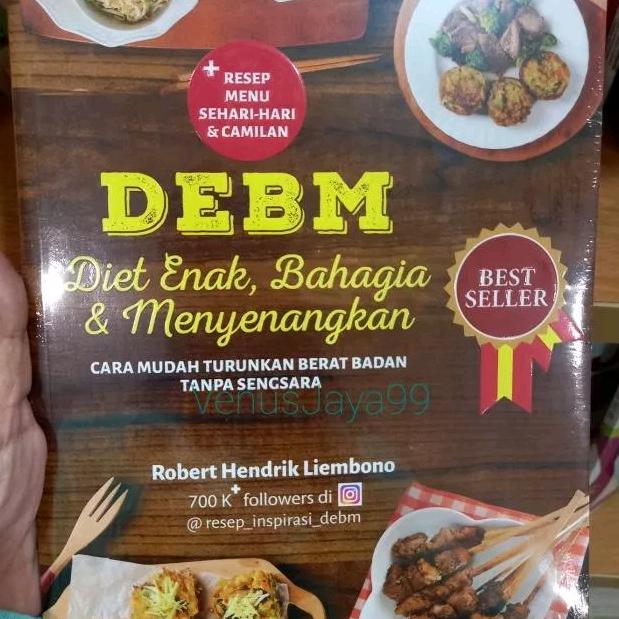 + RESEP
MENU
SEHARI-HARI
& CAMILAN
DEBM
Diet Enak, Bahagia
& Menyenangkan
BEST
SELLER
CARA MUDAH TURUNKAN BERAT BADAN
TANPA SENGSARA
VenusJaya99
Robert Hendrik Liembono
700 K+ followers di
@ resep_inspirasi_debm